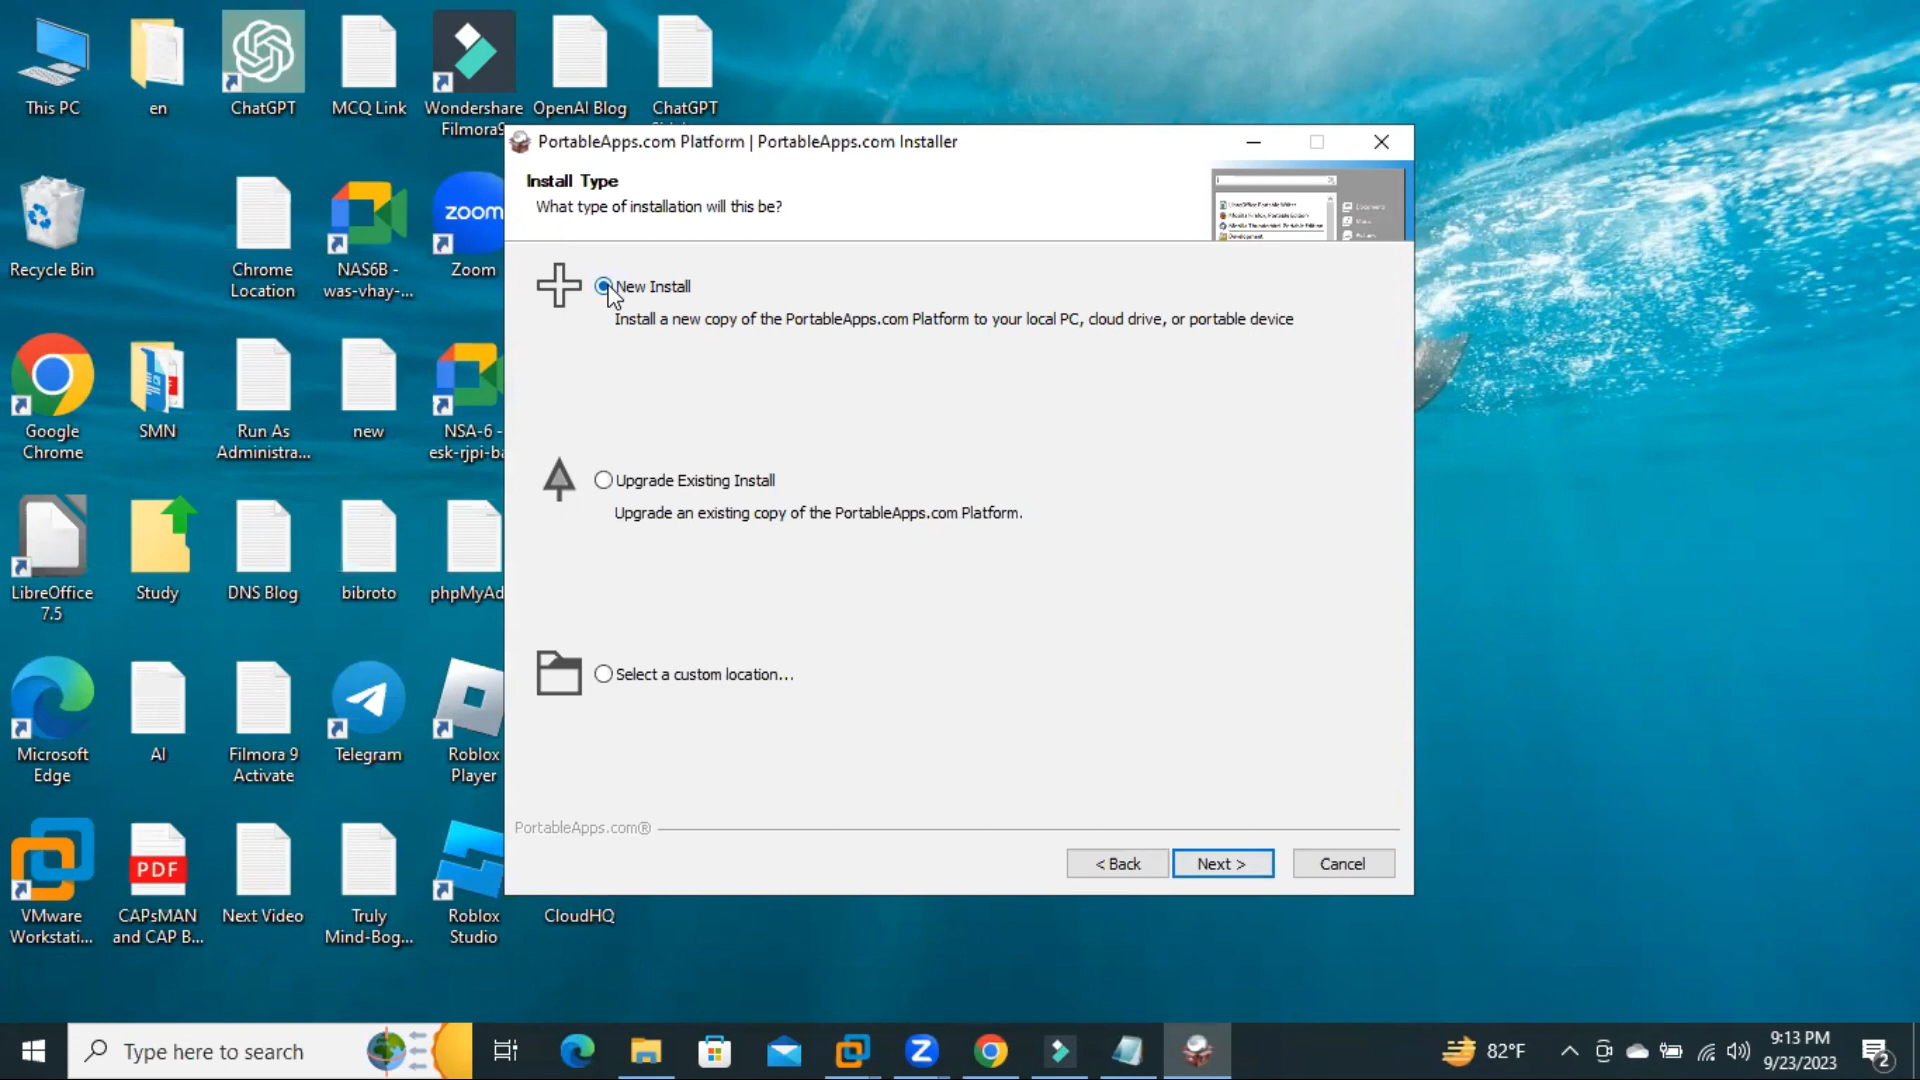 This PC
en
ChatGPT
MCQ Link
Wondershare
Filmora9
OpenAI Blog
ChatGPT
PortableApps.com Platform | PortableApps.com Installer
Install Type
What type of installation will this be?
New Install
Install a new copy of the PortableApps.com Platform to your local PC, cloud drive, or portable device
Upgrade Existing Install
Upgrade an existing copy of the PortableApps.com Platform.
Select a custom location...
PortableApps.com®
< Back
Next >
Cancel
Recycle Bin
Chrome
Location
NAS6B -
was-vhay-...
zoom
Zoom
Google
Chrome
SMN
Run As
Administra...
new
NSA-6 -
esk-rjpi-ba
LibreOffice
7.5
Study
DNS Blog
bibroto
phpMyAd
Microsoft
Edge
AI
Filmora 9
Activate
Telegram
Roblox
Player
VMware
Workstati...
PDF
CAPsMAN
and CAP B...
Next Video
Truly
Mind-Bog...
Roblox
Studio
CloudHQ
Type here to search
82°F
9:13 PM
9/23/2023
2